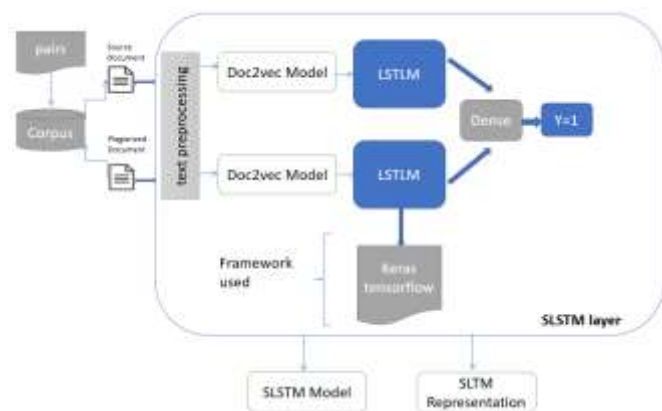 pairs
Corpus
Source
document
Plagiarized
Document
text preprocessing
Doc2vec Model
LSTLM
Doc2vec Model
LSTLM
Dense
Y=1
Framework
used
Keras
tensorflow
SLSTM layer
SLSTM Model
SLTM
Representation